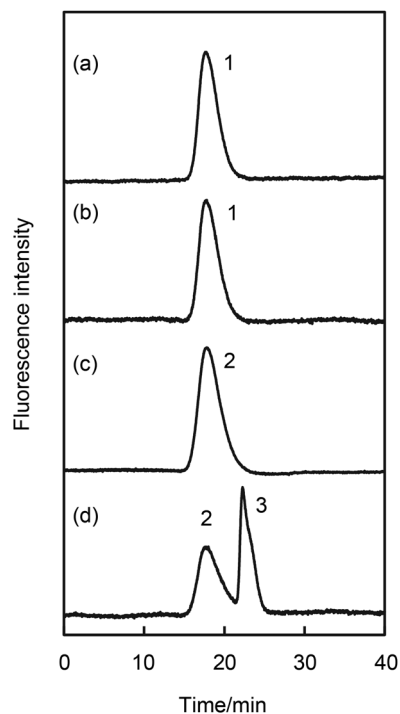 (a) 1
(b) 1
(c) 2
(d) 2 3
Fluorescence intensity
0 10 20 30 40
Time/min